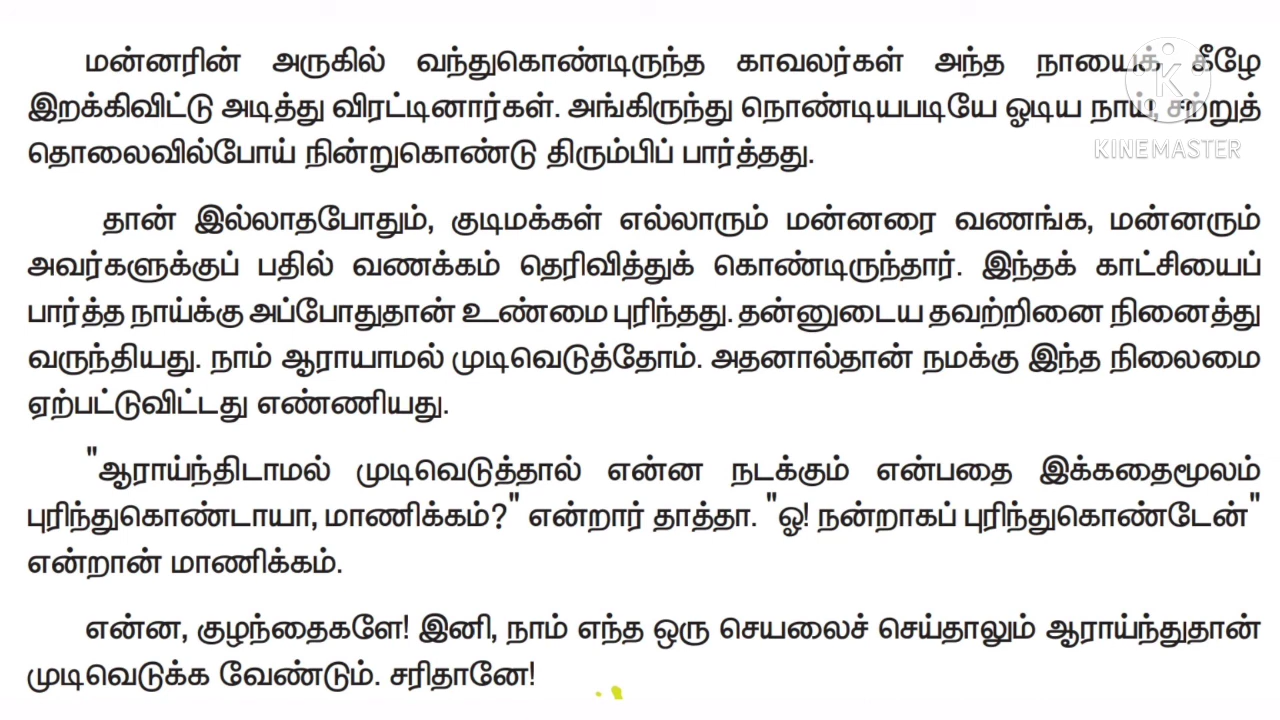 மன்னரின் அருகில் வந்துகொண்டிருந்த காவலர்கள் அந்த நாயைக் கீழே
இறக்கிவிட்டு அடித்து விரட்டினார்கள். அங்கிருந்து நொண்டியபடியே ஓடிய நாய், சற்றுத்
தொலைவில்போய் நின்றுகொண்டு திரும்பிப் பார்த்தது.
தான் இல்லாதபோதும், குடிமக்கள் எல்லாரும் மன்னரை வணங்க, மன்னரும்
அவர்களுக்குப் பதில் வணக்கம் தெரிவித்துக் கொண்டிருந்தார். இந்தக் காட்சியைப்
பார்த்த நாய்க்கு அப்போதுதான் உண்மை புரிந்தது. தன்னுடைய தவற்றினை நினைத்து
வருந்தியது. நாம் ஆராயாமல் முடிவெடுத்தோம். அதனால்தான் நமக்கு இந்த நிலைமை
ஏற்பட்டுவிட்டது எண்ணியது.
"ஆராய்ந்திடாமல் முடிவெடுத்தால் என்ன நடக்கும் என்பதை இக்கதைமூலம்
புரிந்துகொண்டாயா, மாணிக்கம்?" என்றார் தாத்தா. "ஓ! நன்றாகப் புரிந்துகொண்டேன்"
என்றான் மாணிக்கம்.
என்ன, குழந்தைகளே! இனி, நாம் எந்த ஒரு செயலைச் செய்தாலும் ஆராய்ந்துதான்
முடிவெடுக்க வேண்டும். சரிதானே!
K
KINEMASTER